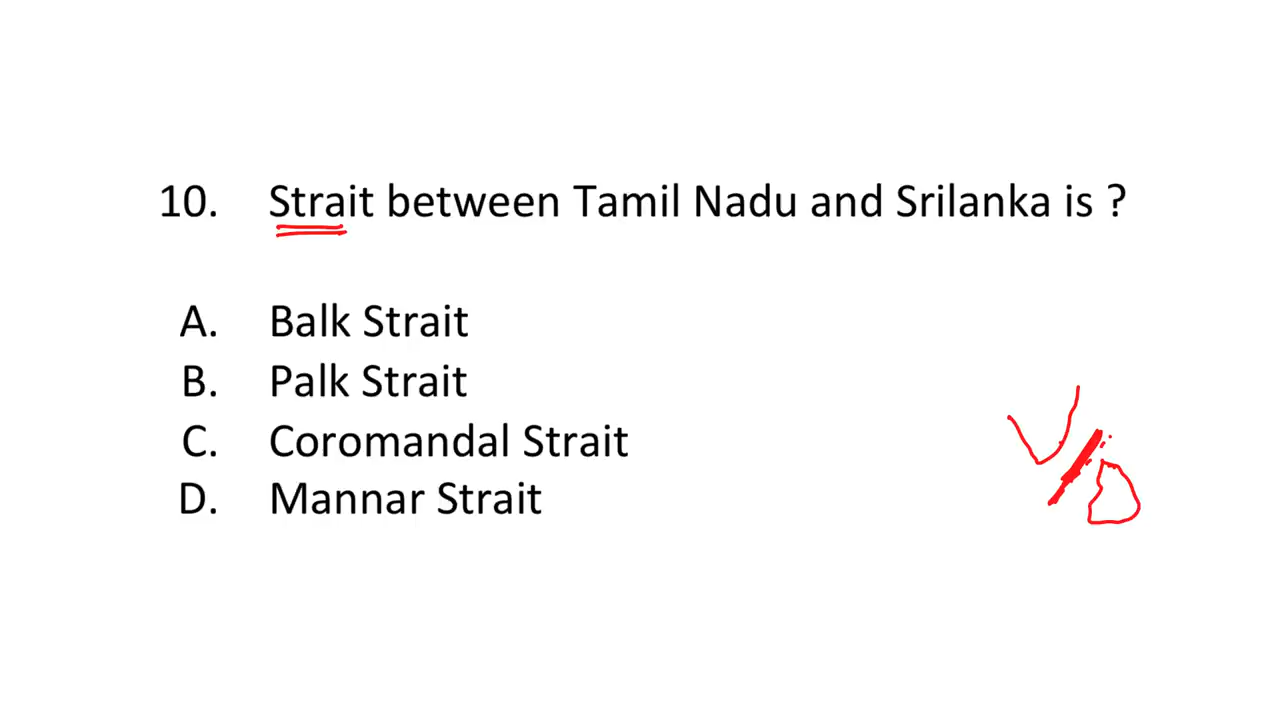 10. Strait between Tamil Nadu and Srilanka is ?
A. Balk Strait
B. Palk Strait
C. Coromandal Strait
D. Mannar Strait